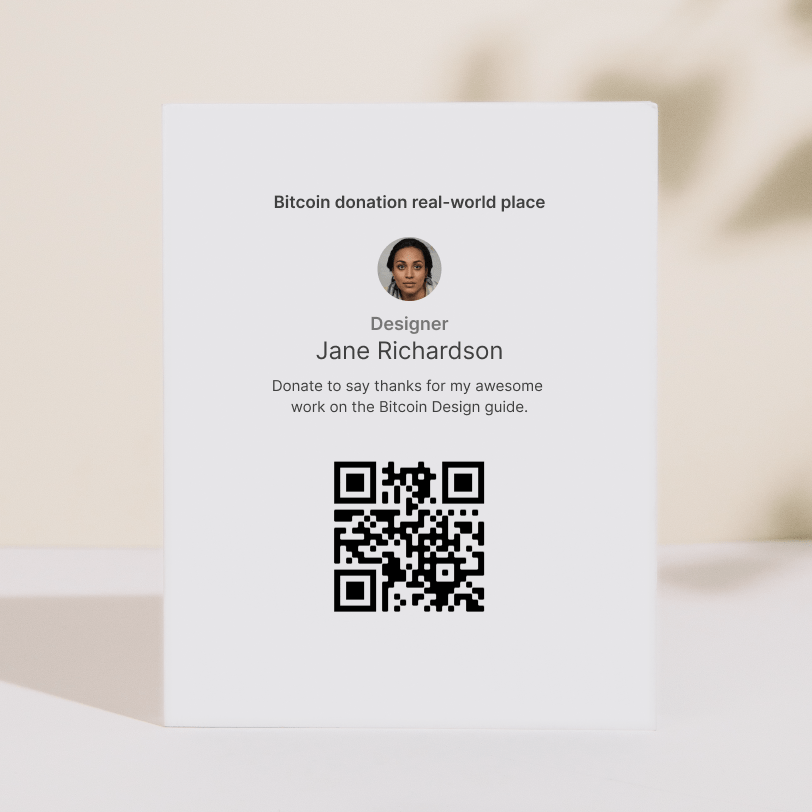 Bitcoin donation real-world place
Designer
Jane Richardson
Donate to say thanks for my awesome
work on the Bitcoin Design guide.